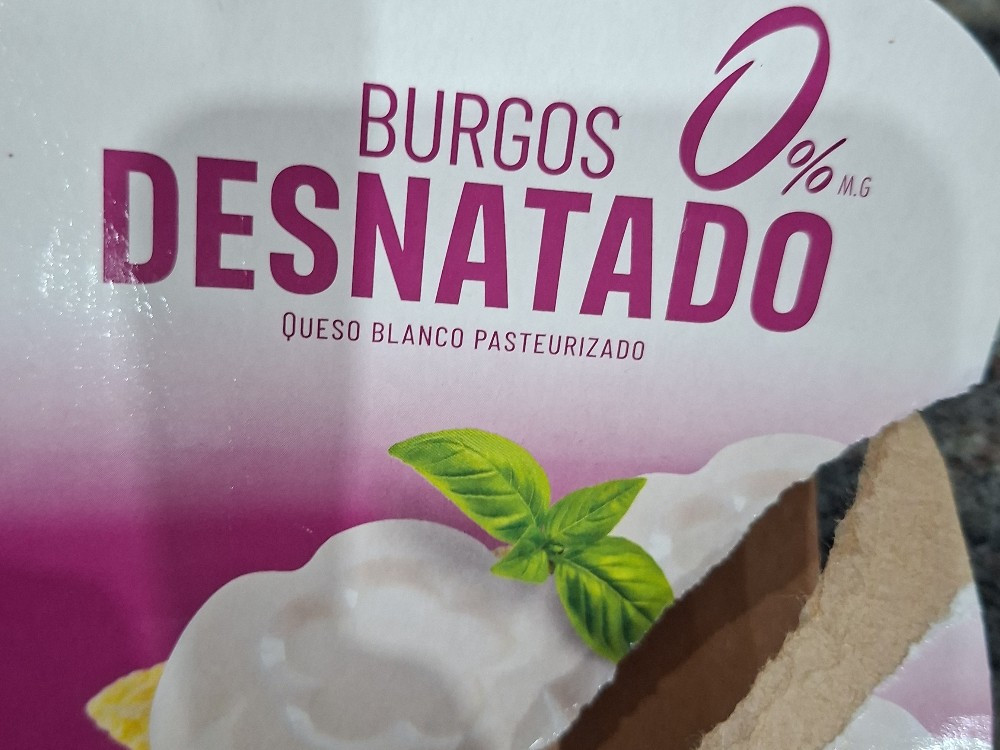 BURGOS
0% M.G
DESNATADO
QUESO BLANCO PASTEURIZADO